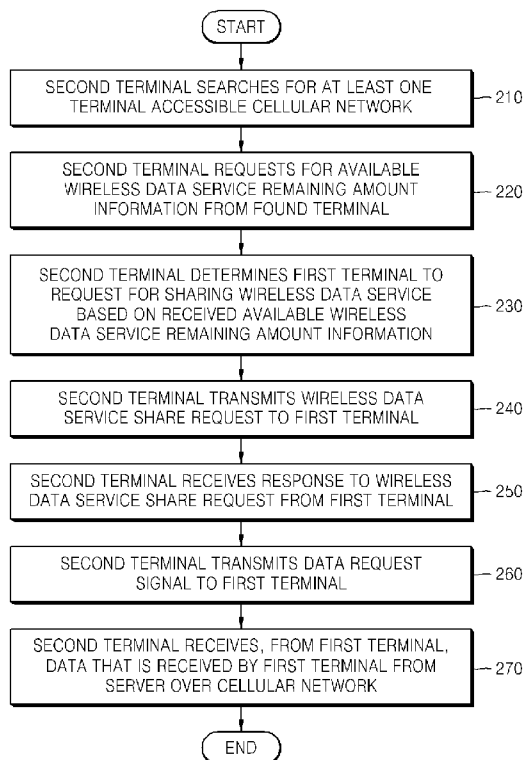 START
SECOND TERMINAL SEARCHES FOR AT LEAST ONE
TERMINAL ACCESSIBLE CELLULAR NETWORK
210
SECOND TERMINAL REQUESTS FOR AVAILABLE
WIRELESS DATA SERVICE REMAINING AMOUNT
INFORMATION FROM FOUND TERMINAL
220
SECOND TERMINAL DETERMINES FIRST TERMINAL TO
REQUEST FOR SHARING WIRELESS DATA SERVICE
BASED ON RECEIVED AVAILABLE WIRELESS
DATA SERVICE REMAINING AMOUNT INFORMATION
230
SECOND TERMINAL TRANSMITS WIRELESS DATA
SERVICE SHARE REQUEST TO FIRST TERMINAL
240
SECOND TERMINAL RECEIVES RESPONSE TO WIRELESS
DATA SERVICE SHARE REQUEST FROM FIRST TERMINAL
250
SECOND TERMINAL TRANSMITS DATA REQUEST
SIGNAL TO FIRST TERMINAL
260
SECOND TERMINAL RECEIVES, FROM FIRST TERMINAL,
DATA THAT IS RECEIVED BY FIRST TERMINAL FROM
SERVER OVER CELLULAR NETWORK
270
END